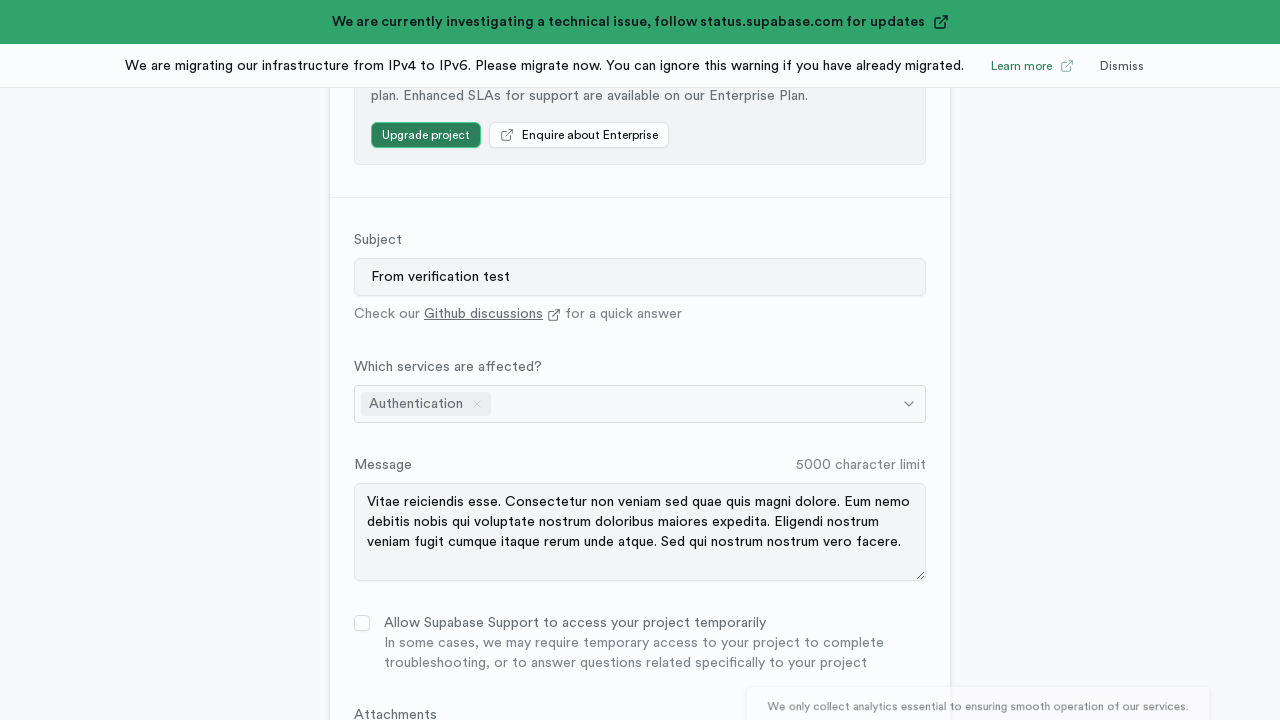 We are currently investigating a technical issue, follow status.supabase.com for updates
We are migrating our infrastructure from IPv4 to IPv6. Please migrate now. You can ignore this warning if you have already migrated.
Learn more
Dismiss
plan. Enhanced SLAs for support are available on our Enterprise Plan.
Upgrade project
Enquire about Enterprise
Subject
From verification test
Check our Github discussions for a quick answer
Which services are affected?
Authentication
Message
5000 character limit
Vitae reiciendis esse. Consectetur non veniam sed quae quis magni dolore. Eum nemo
debitis nobis qui voluptate nostrum doloribus maiores expedita. Eligendi nostrum
veniam fugit cumque itaque rerum unde atque. Sed qui nostrum nostrum vero facere.
Allow Supabase Support to access your project temporarily
In some cases, we may require temporary access to your project to complete
troubleshooting, or to answer questions related specifically to your project
Attachments
We only collect analytics essential to ensuring smooth operation of our services.